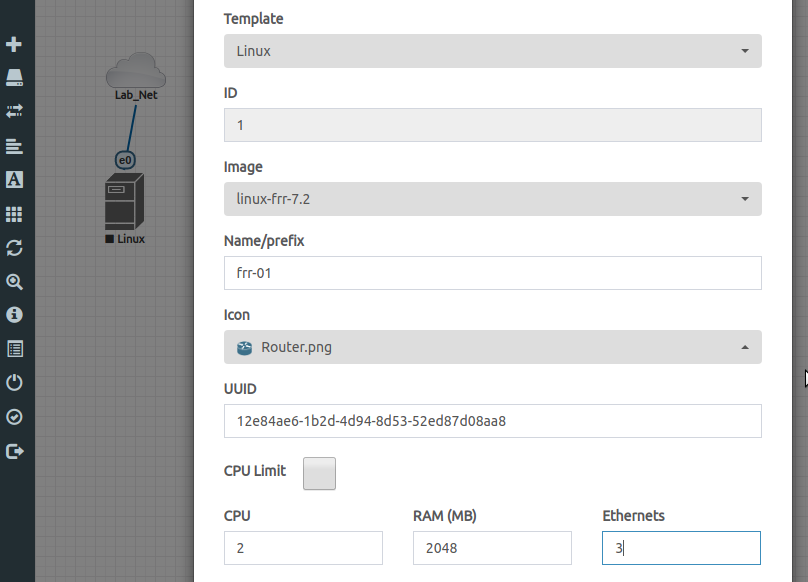 Template
Linux
ID
1
Image
linux-frr-7.2
Name/prefix
frr-01
Icon
Router.png
UUID
12e84ae6-1b2d-4d94-8d53-52ed87d08aa8
CPU Limit
CPU
RAM (MB)
Ethernets
2
2048
3
Lab_Net
e0
Linux